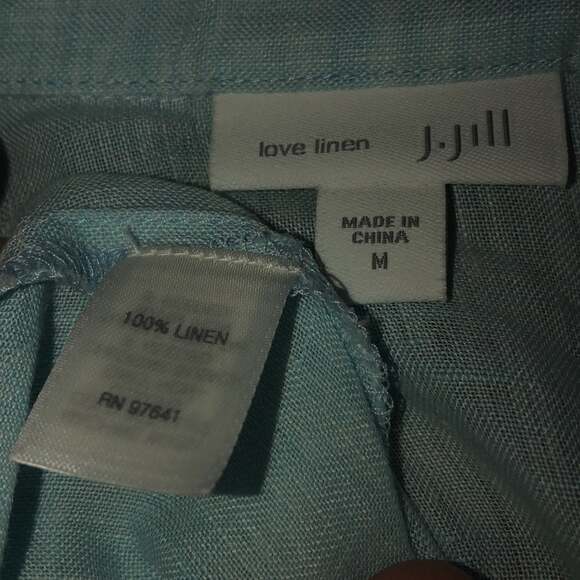 love linen J.Jill
MADE IN
CHINA
M
100% LINEN
RN 97641